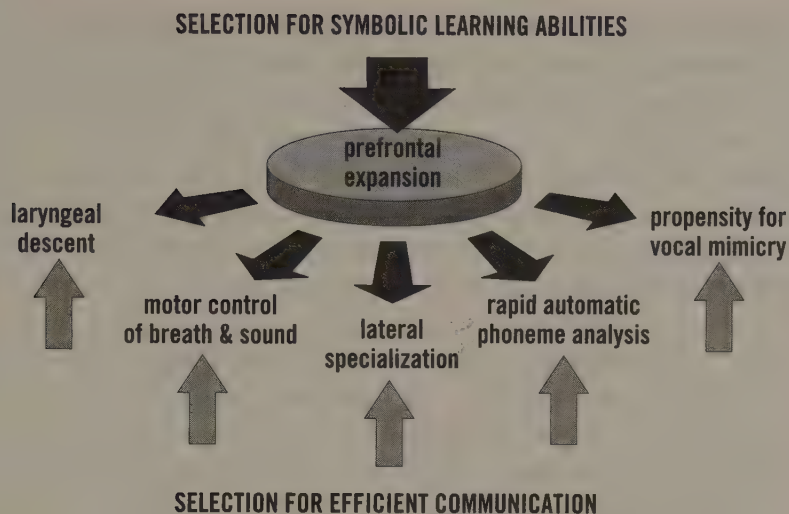 SELECTION FOR SYMBOLIC LEARNING ABILITIES
prefrontal
expansion
laryngeal
descent
propensity for
vocal mimicry
motor control
of breath & sound
rapid automatic
phoneme analysis
lateral
specialization
SELECTION FOR EFFICIENT COMMUNICATION